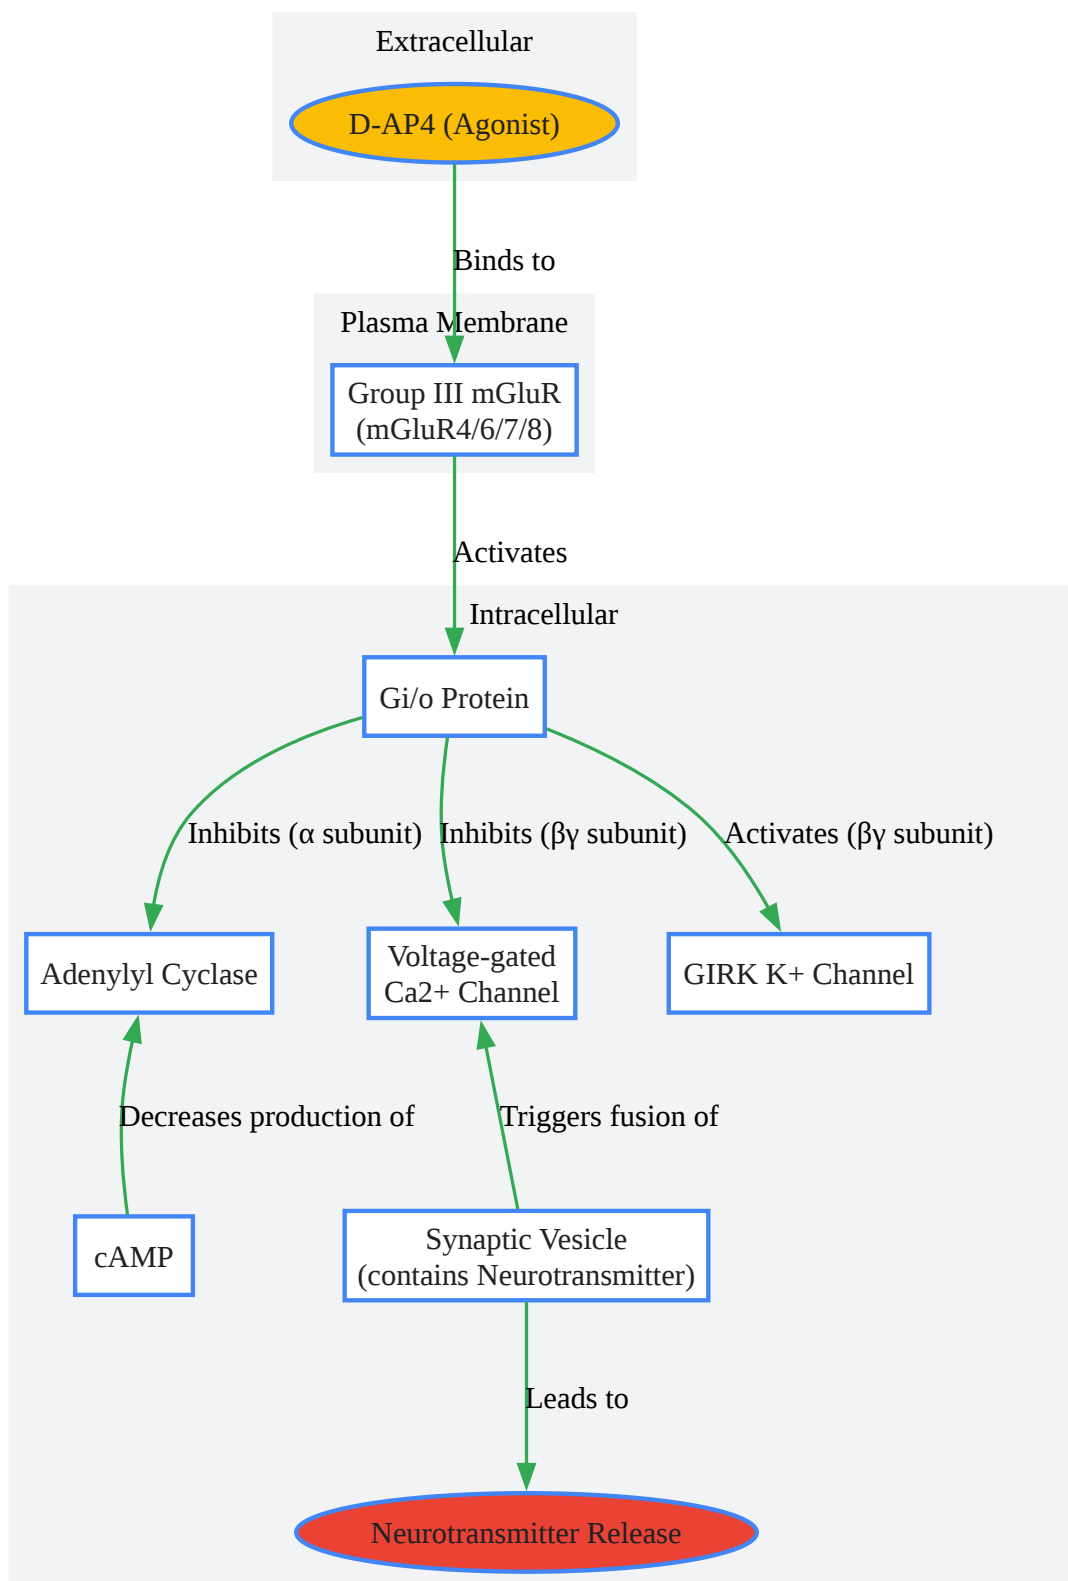 Extracellular
D-AP4 (Agonist)
Binds to
Plasma Membrane
Group III mGluR
(mGluR4/6/7/8)
Activates
Intracellular
Gi/o Protein
Inhibits (α subunit)
Inhibits (βγ subunit)
Activates (βγ subunit)
Adenylyl Cyclase
Voltage-gated
Ca2+ Channel
GIRK K+ Channel
Decreases production of
Triggers fusion of
cAMP
Synaptic Vesicle
(contains Neurotransmitter)
Leads to
Neurotransmitter Release